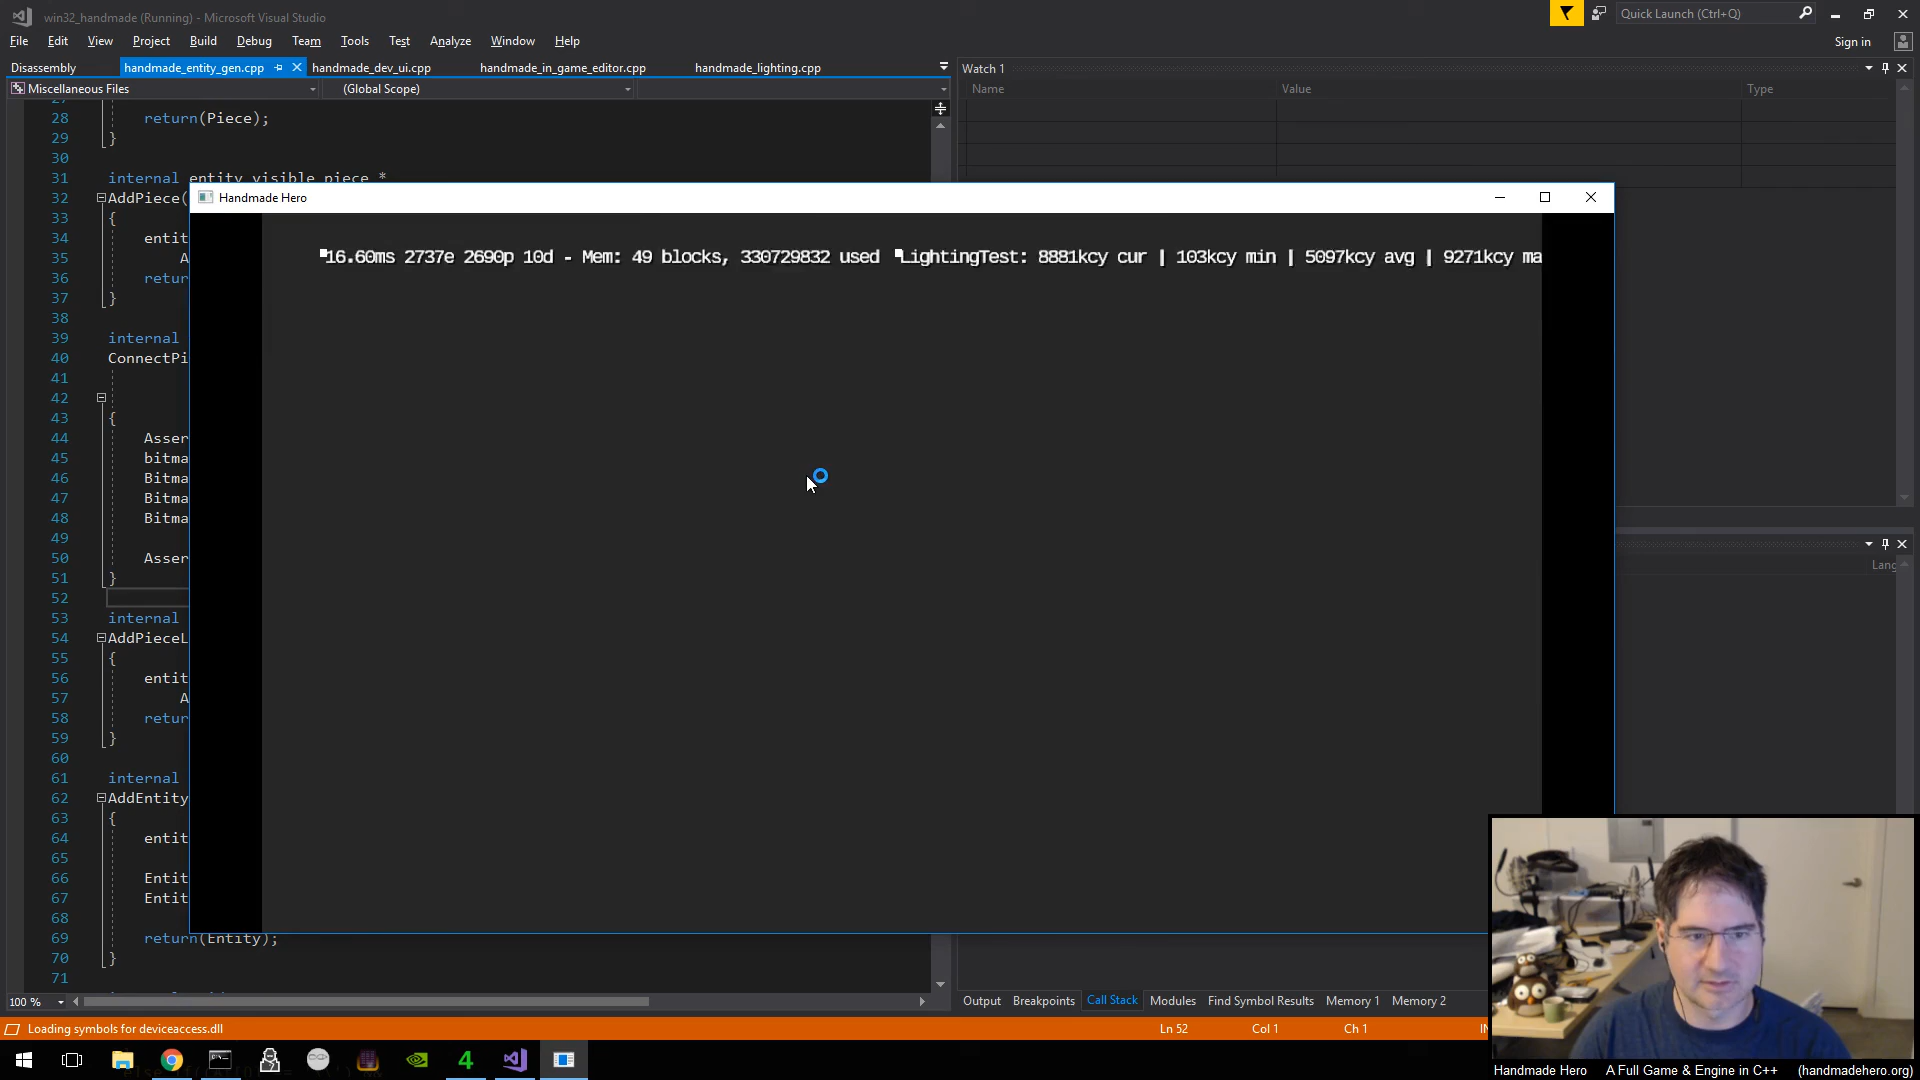 win32_handmade (Running) - Microsoft Visual Studio
Quick Launch (Ctrl+Q)
File Edit View Project Build Debug Team Tools Test Analyze Window Help
Sign in
Disassembly handmade_entity_gen.cpp handmade_dev_ui.cpp handmade_in_game_editor.cpp handmade_lighting.cpp
Watch 1
Miscellaneous Files (Global Scope)
Name Value Type
28 return(Piece);
29 }
30
31 internal entity_visible_piece *
32 AddPiece(
33 {
34 entit
35 A
36 retur
37 }
38
39 internal
40 ConnectPi
41
42
43 {
44 Asser
45 bitma
46 Bitma
47 Bitma
48 Bitma
49
50 Asser
51 }
52
53 internal
54 AddPieceL
55 {
56 entit
57 A
58 retur
59 }
60
61 internal
62 AddEntity
63 {
64 entit
65
66 Entit
67 Entit
68
69 return(Entity);
70 }
71
Handmade Hero
16.60ms 2737e 2690p 10d - Mem: 49 blocks, 330729832 used LightingTest: 8881kcy cur | 103kcy min | 5097kcy avg | 9271kcy ma
Lang
100 %
Output Breakpoints Call Stack Modules Find Symbol Results Memory 1 Memory 2
Loading symbols for deviceaccess.dll
Ln 52 Col 1 Ch 1 IN
4
Handmade Hero A Full Game & Engine in C++ (handmadehero.org)